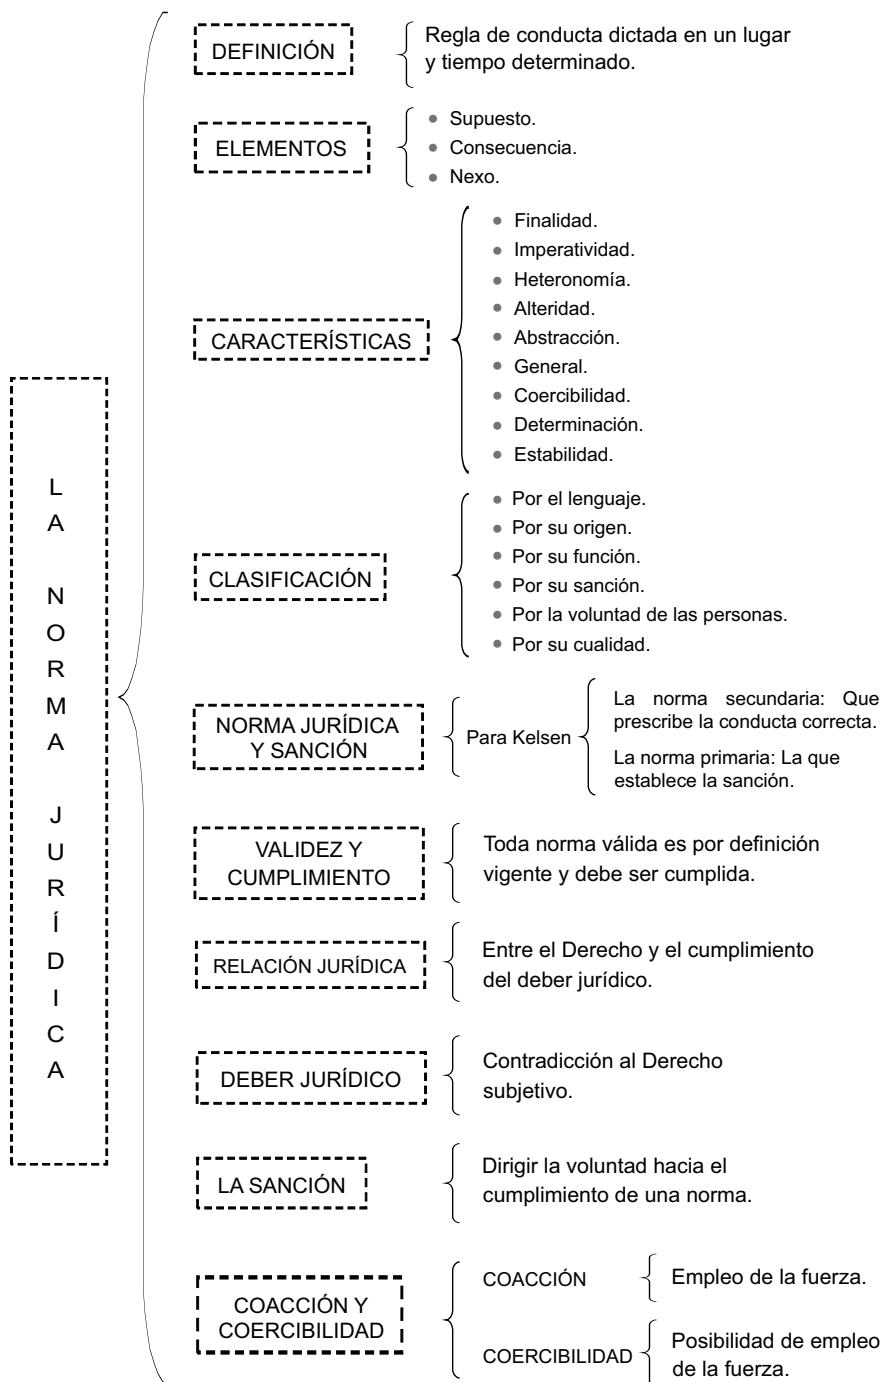 LA NORMA JURÍDICA
DEFINICIÓN
Regla de conducta dictada en un lugar
y tiempo determinado.
ELEMENTOS
Supuesto.
Consecuencia.
Nexo.
CARACTERÍSTICAS
Finalidad.
Imperatividad.
Heteronomía.
Alteridad.
Abstracción.
General.
Coercibilidad.
Determinación.
Estabilidad.
CLASIFICACIÓN
Por el lenguaje.
Por su origen.
Por su función.
Por su sanción.
Por la voluntad de las personas.
Por su cualidad.
NORMA JURÍDICA
Y SANCIÓN
Para Kelsen
La norma secundaria: Que
prescribe la conducta correcta.
La norma primaria: La que
establece la sanción.
VALIDEZ Y
CUMPLIMIENTO
Toda norma válida es por definición
vigente y debe ser cumplida.
RELACIÓN JURÍDICA
Entre el Derecho y el cumplimiento
del deber jurídico.
DEBER JURÍDICO
Contradicción al Derecho
subjetivo.
LA SANCIÓN
Dirigir la voluntad hacia el
cumplimiento de una norma.
COACCIÓN Y
COERCIBILIDAD
COACCIÓN
Empleo de la fuerza.
COERCIBILIDAD
Posibilidad de empleo
de la fuerza.